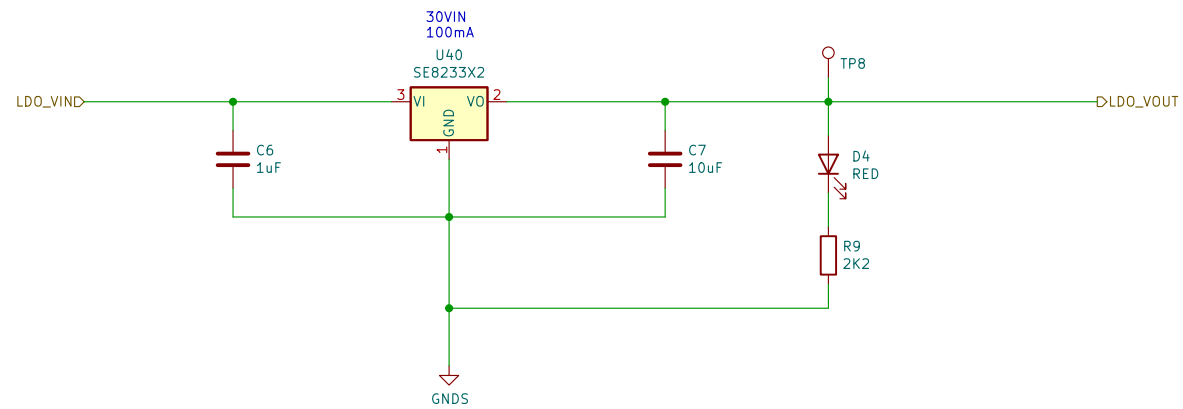 30VIN
100mA
U40
SE8233X2
TP8
LDO_VIN
3
VI
VO
2
LDO_VOUT
GND
1
C6
1uF
C7
10uF
D4
RED
R9
2K2
GNDS